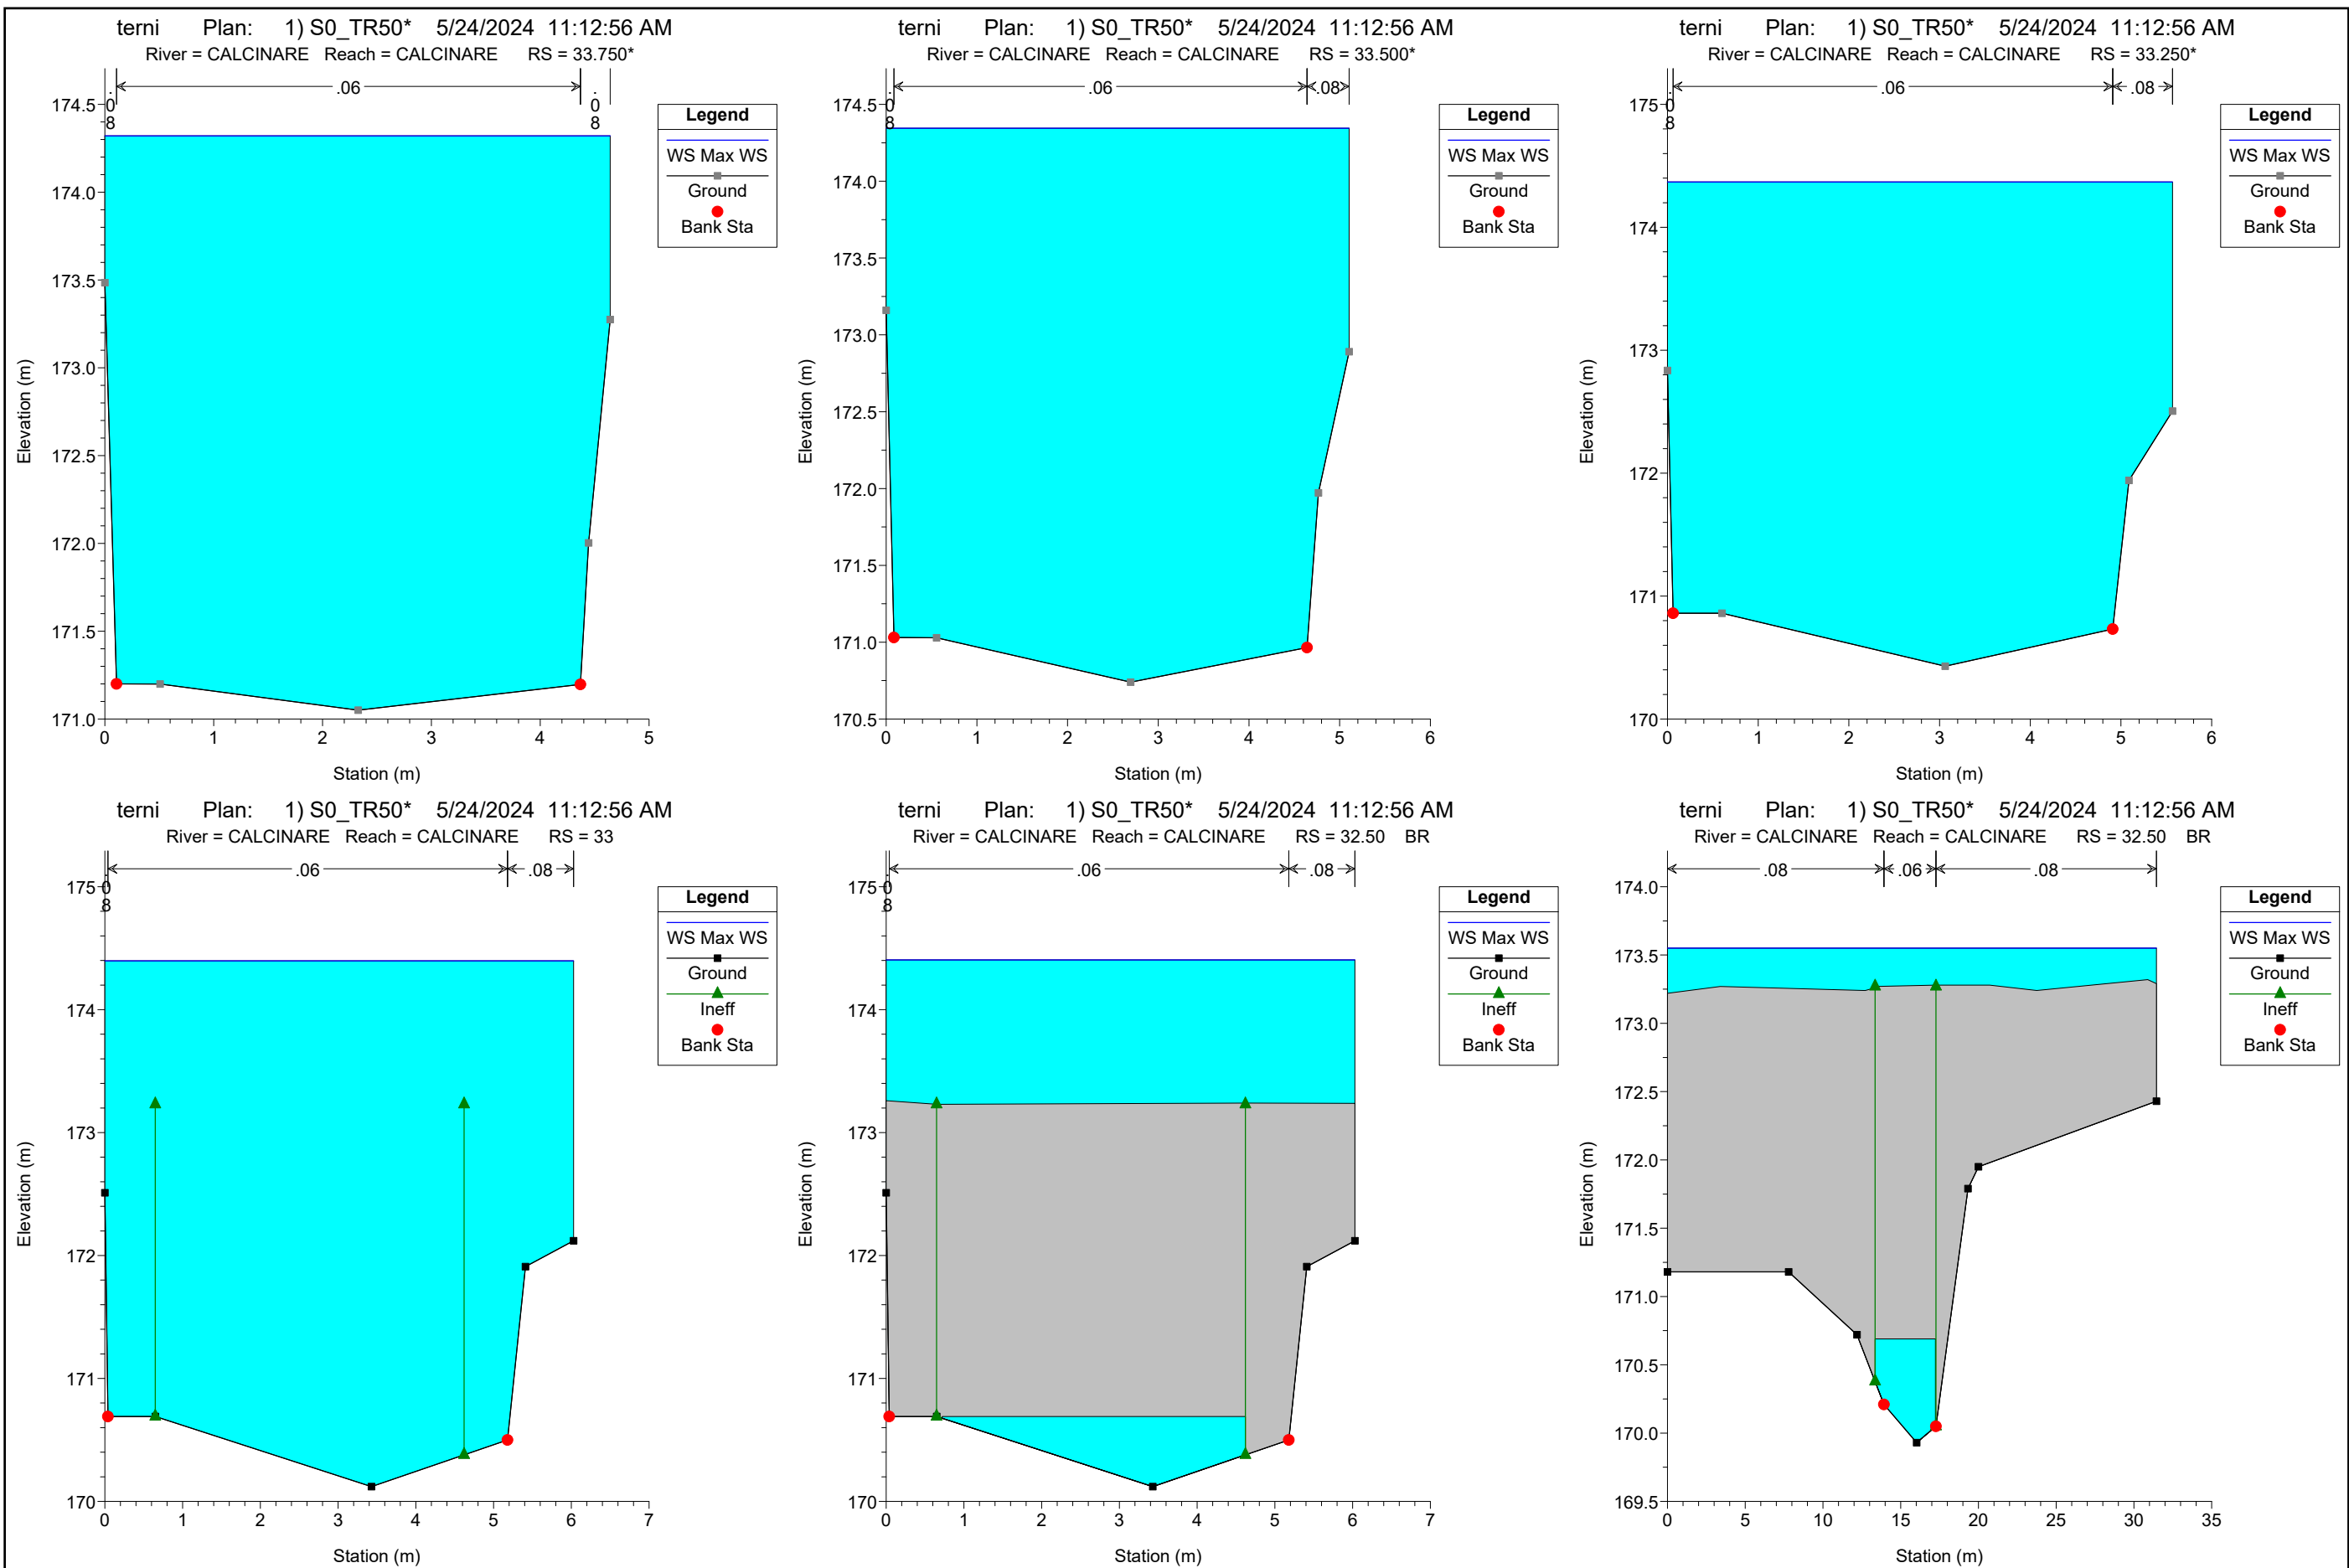 terni Plan: 1) S0_TR50* 5/24/2024 11:12:56 AM
River = CALCINARE Reach = CALCINARE RS = 33.750*
.08
.06
.08
174.5
174.0
173.5
173.0
172.5
172.0
171.5
171.0
Elevation (m)
0 1 2 3 4 5
Station (m)
Legend
WS Max WS
Ground
Bank Sta
terni Plan: 1) S0_TR50* 5/24/2024 11:12:56 AM
River = CALCINARE Reach = CALCINARE RS = 33.500*
.08
.06
.08
174.5
174.0
173.5
173.0
172.5
172.0
171.5
171.0
170.5
Elevation (m)
0 1 2 3 4 5 6
Station (m)
Legend
WS Max WS
Ground
Bank Sta
terni Plan: 1) S0_TR50* 5/24/2024 11:12:56 AM
River = CALCINARE Reach = CALCINARE RS = 33.250*
.08
.06
.08
175
174
173
172
171
170
Elevation (m)
0 1 2 3 4 5 6
Station (m)
Legend
WS Max WS
Ground
Bank Sta
terni Plan: 1) S0_TR50* 5/24/2024 11:12:56 AM
River = CALCINARE Reach = CALCINARE RS = 33
.08
.06
.08
175
174
173
172
171
170
Elevation (m)
0 1 2 3 4 5 6 7
Station (m)
Legend
WS Max WS
Ground
Ineff
Bank Sta
terni Plan: 1) S0_TR50* 5/24/2024 11:12:56 AM
River = CALCINARE Reach = CALCINARE RS = 32.50 BR
.08
.06
.08
175
174
173
172
171
170
Elevation (m)
0 1 2 3 4 5 6 7
Station (m)
Legend
WS Max WS
Ground
Ineff
Bank Sta
terni Plan: 1) S0_TR50* 5/24/2024 11:12:56 AM
River = CALCINARE Reach = CALCINARE RS = 32.50 BR
.08
.06
.08
174.0
173.5
173.0
172.5
172.0
171.5
171.0
170.5
170.0
169.5
Elevation (m)
0 5 10 15 20 25 30 35
Station (m)
Legend
WS Max WS
Ground
Ineff
Bank Sta